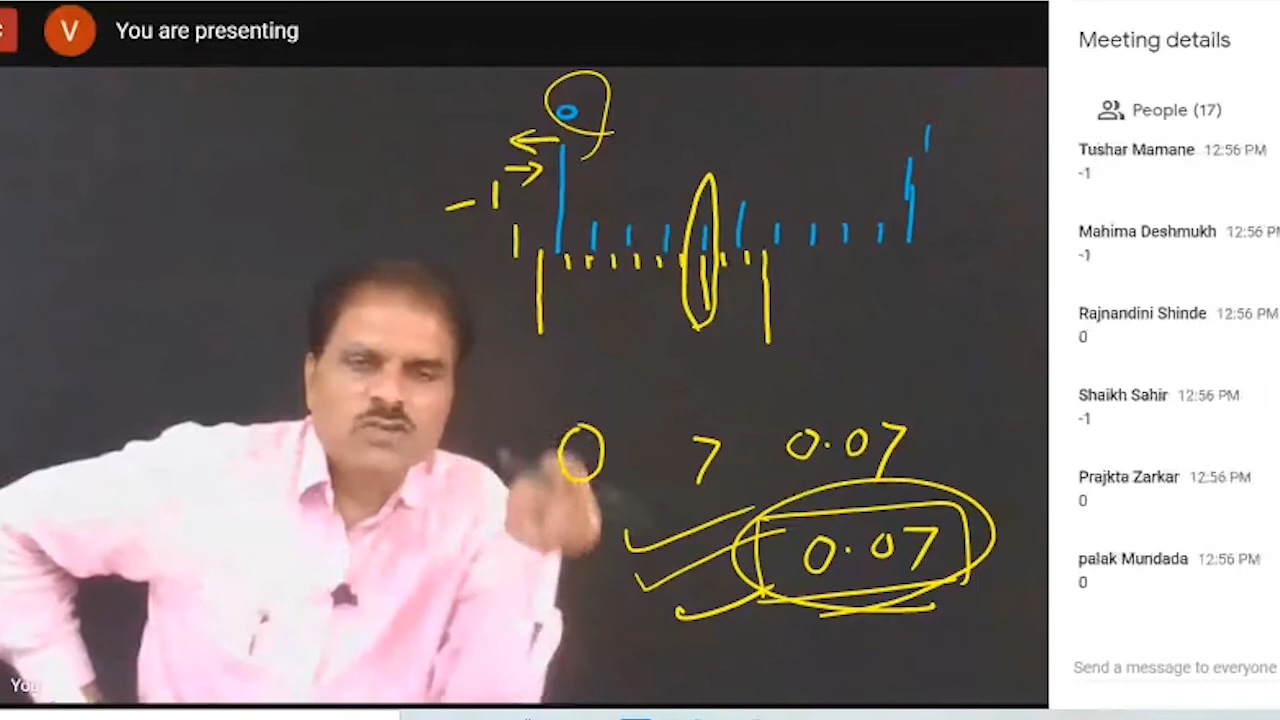 V You are presenting
0
1
-1
0 7 0.07
0.07
You
Meeting details
People (17)
Tushar Mamane 12:56 PM
-1
Mahima Deshmukh 12:56
-1
Rajnandini Shinde 12:56 PM
0
Shaikh Sahir 12:56 PM
-1
Prajkta Zarkar 12:56 PM
0
palak Mundada 12:56 PM
0
Send a message to everyone